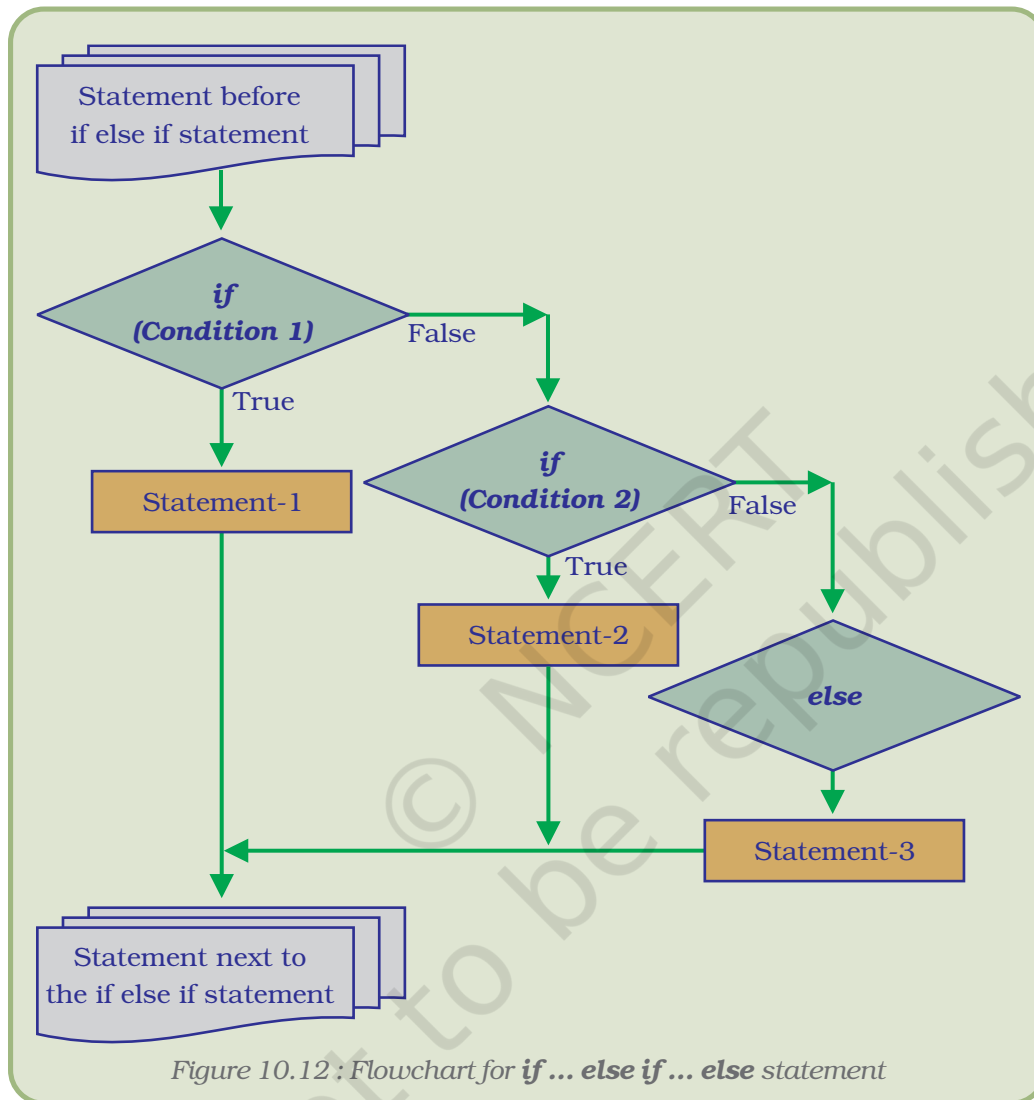 Statement before
if else if statement
if
(Condition 1)
False
True
Statement-1
if
(Condition 2)
False
True
Statement-2
else
Statement-3
Statement next to
the if else if statement
Figure 10.12 : Flowchart for if ... else if ... else statement
© NCERT
not to be republish